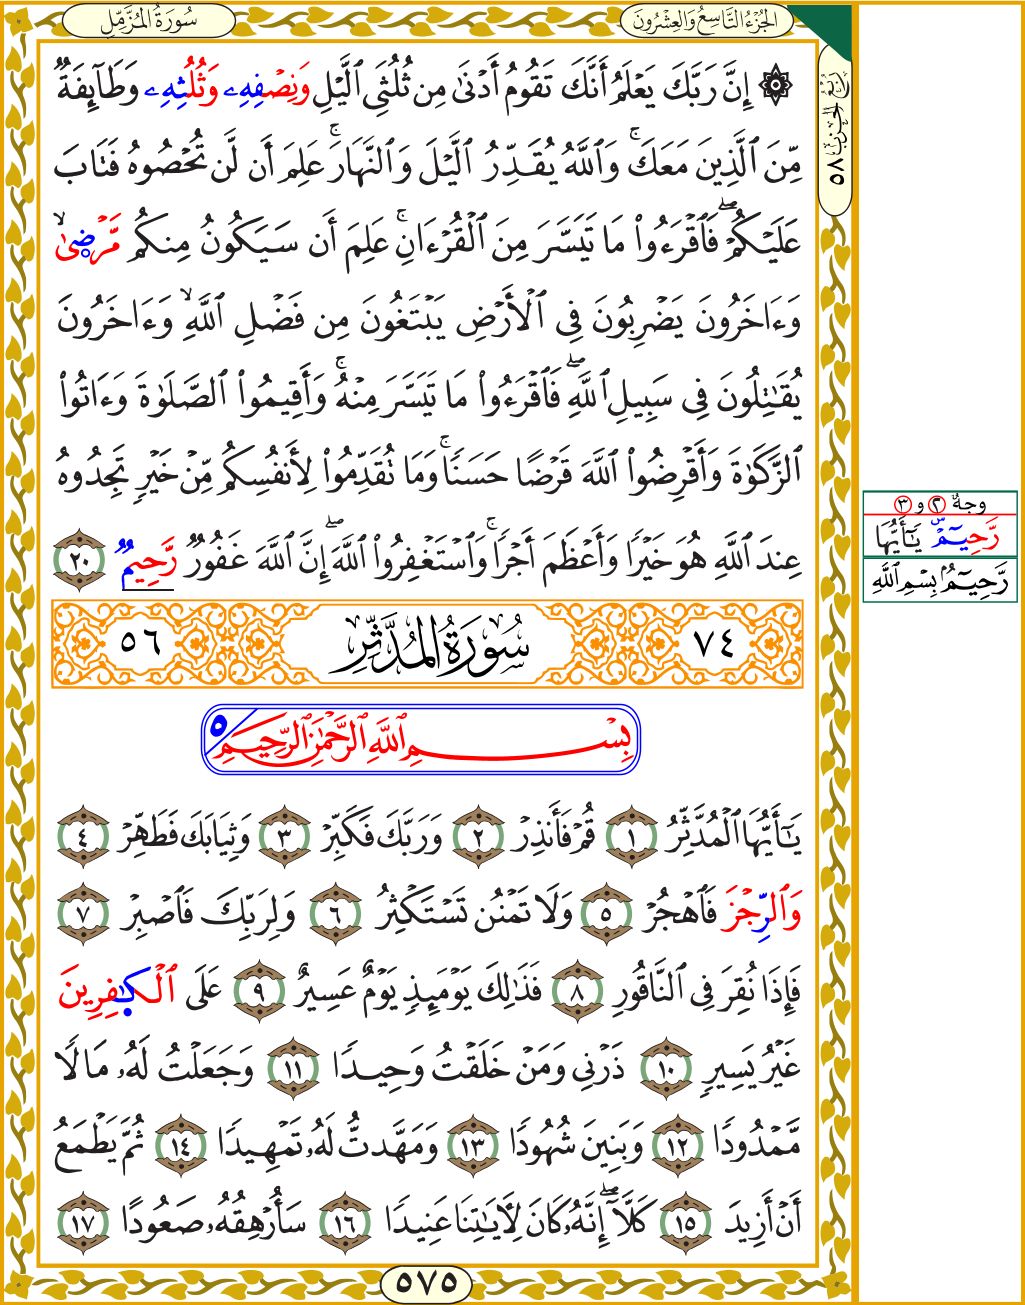 سُورَةُ المُزَّمِّل
الجُزْءُ التَّاسِعُ وَالعِشْرُونَ
۞ إِنَّ رَبَّكَ يَعْلَمُ أَنَّكَ تَقُومُ أَدْنَىٰ مِن ثُلُثَيِ ٱلَّيْلِ وَنِصْفِهِۦ وَثُلُثِهِۦ وَطَآئِفَةٌ
مِّنَ ٱلَّذِينَ مَعَكَۚ وَٱللَّهُ يُقَدِّرُ ٱلَّيْلَ وَٱلنَّهَارَۚ عَلِمَ أَن لَّن تُحْصُوهُ فَتَابَ
عَلَيْكُمْۖ فَٱقْرَءُواْ مَا تَيَسَّرَ مِنَ ٱلْقُرْءَانِۚ عَلِمَ أَن سَيَكُونُ مِنكُم مَّرْضَىٰۙ
وَءَاخَرُونَ يَضْرِبُونَ فِي ٱلْأَرْضِ يَبْتَغُونَ مِن فَضْلِ ٱللَّهِۙ وَءَاخَرُونَ
يُقَٰتِلُونَ فِي سَبِيلِ ٱللَّهِۖ فَٱقْرَءُواْ مَا تَيَسَّرَ مِنْهُۚ وَأَقِيمُواْ ٱلصَّلَوٰةَ وَءَاتُواْ
ٱلزَّكَوٰةَ وَأَقْرِضُواْ ٱللَّهَ قَرْضًا حَسَنًاۚ وَمَا تُقَدِّمُواْ لِأَنفُسِكُم مِّنْ خَيْرٍ تَجِدُوهُ
عِندَ ٱللَّهِ هُوَ خَيْرًا وَأَعْظَمَ أَجْرًاۚ وَٱسْتَغْفِرُواْ ٱللَّهَۖ إِنَّ ٱللَّهَ غَفُورٌ رَّحِيمٌ ٢٠
٧٤ سُورَةُ المُدَّثِّرِ ٥٦
بِسْمِ ٱللَّهِ ٱلرَّحْمَٰنِ ٱلرَّحِيمِ ٥
يَٰٓأَيُّهَا ٱلْمُدَّثِّرُ ١ قُمْ فَأَنذِرْ ٢ وَرَبَّكَ فَكَبِّرْ ٣ وَثِيَابَكَ فَطَهِّرْ ٤
وَٱلرِّجْزَ فَٱهْجُرْ ٥ وَلَا تَمْنُن تَسْتَكْثِرُ ٦ وَلِرَبِّكَ فَٱصْبِرْ ٧
فَإِذَا نُقِرَ فِي ٱلنَّاقُورِ ٨ فَذَٰلِكَ يَوْمَئِذٍ يَوْمٌ عَسِيرٌ ٩ عَلَى ٱلْكَٰفِرِينَ
غَيْرُ يَسِيرٍ ١٠ ذَرْنِي وَمَنْ خَلَقْتُ وَحِيدًا ١١ وَجَعَلْتُ لَهُۥ مَالًا
مَّمْدُودًا ١٢ وَبَنِينَ شُهُودًا ١٣ وَمَهَّدتُّ لَهُۥ تَمْهِيدًا ١٤ ثُمَّ يَطْمَعُ
أَنْ أَزِيدَ ١٥ كَلَّآۖ إِنَّهُۥ كَانَ لِأَيَٰتِنَا عَنِيدًا ١٦ سَأُرْهِقُهُۥ صَعُودًا ١٧
٥٧٥
وجهٌ ٢ و ٣
رَّحِيمٌ يَٰٓأَيُّهَا
رَّحِيمٌ بِسْمِ ٱللَّهِ